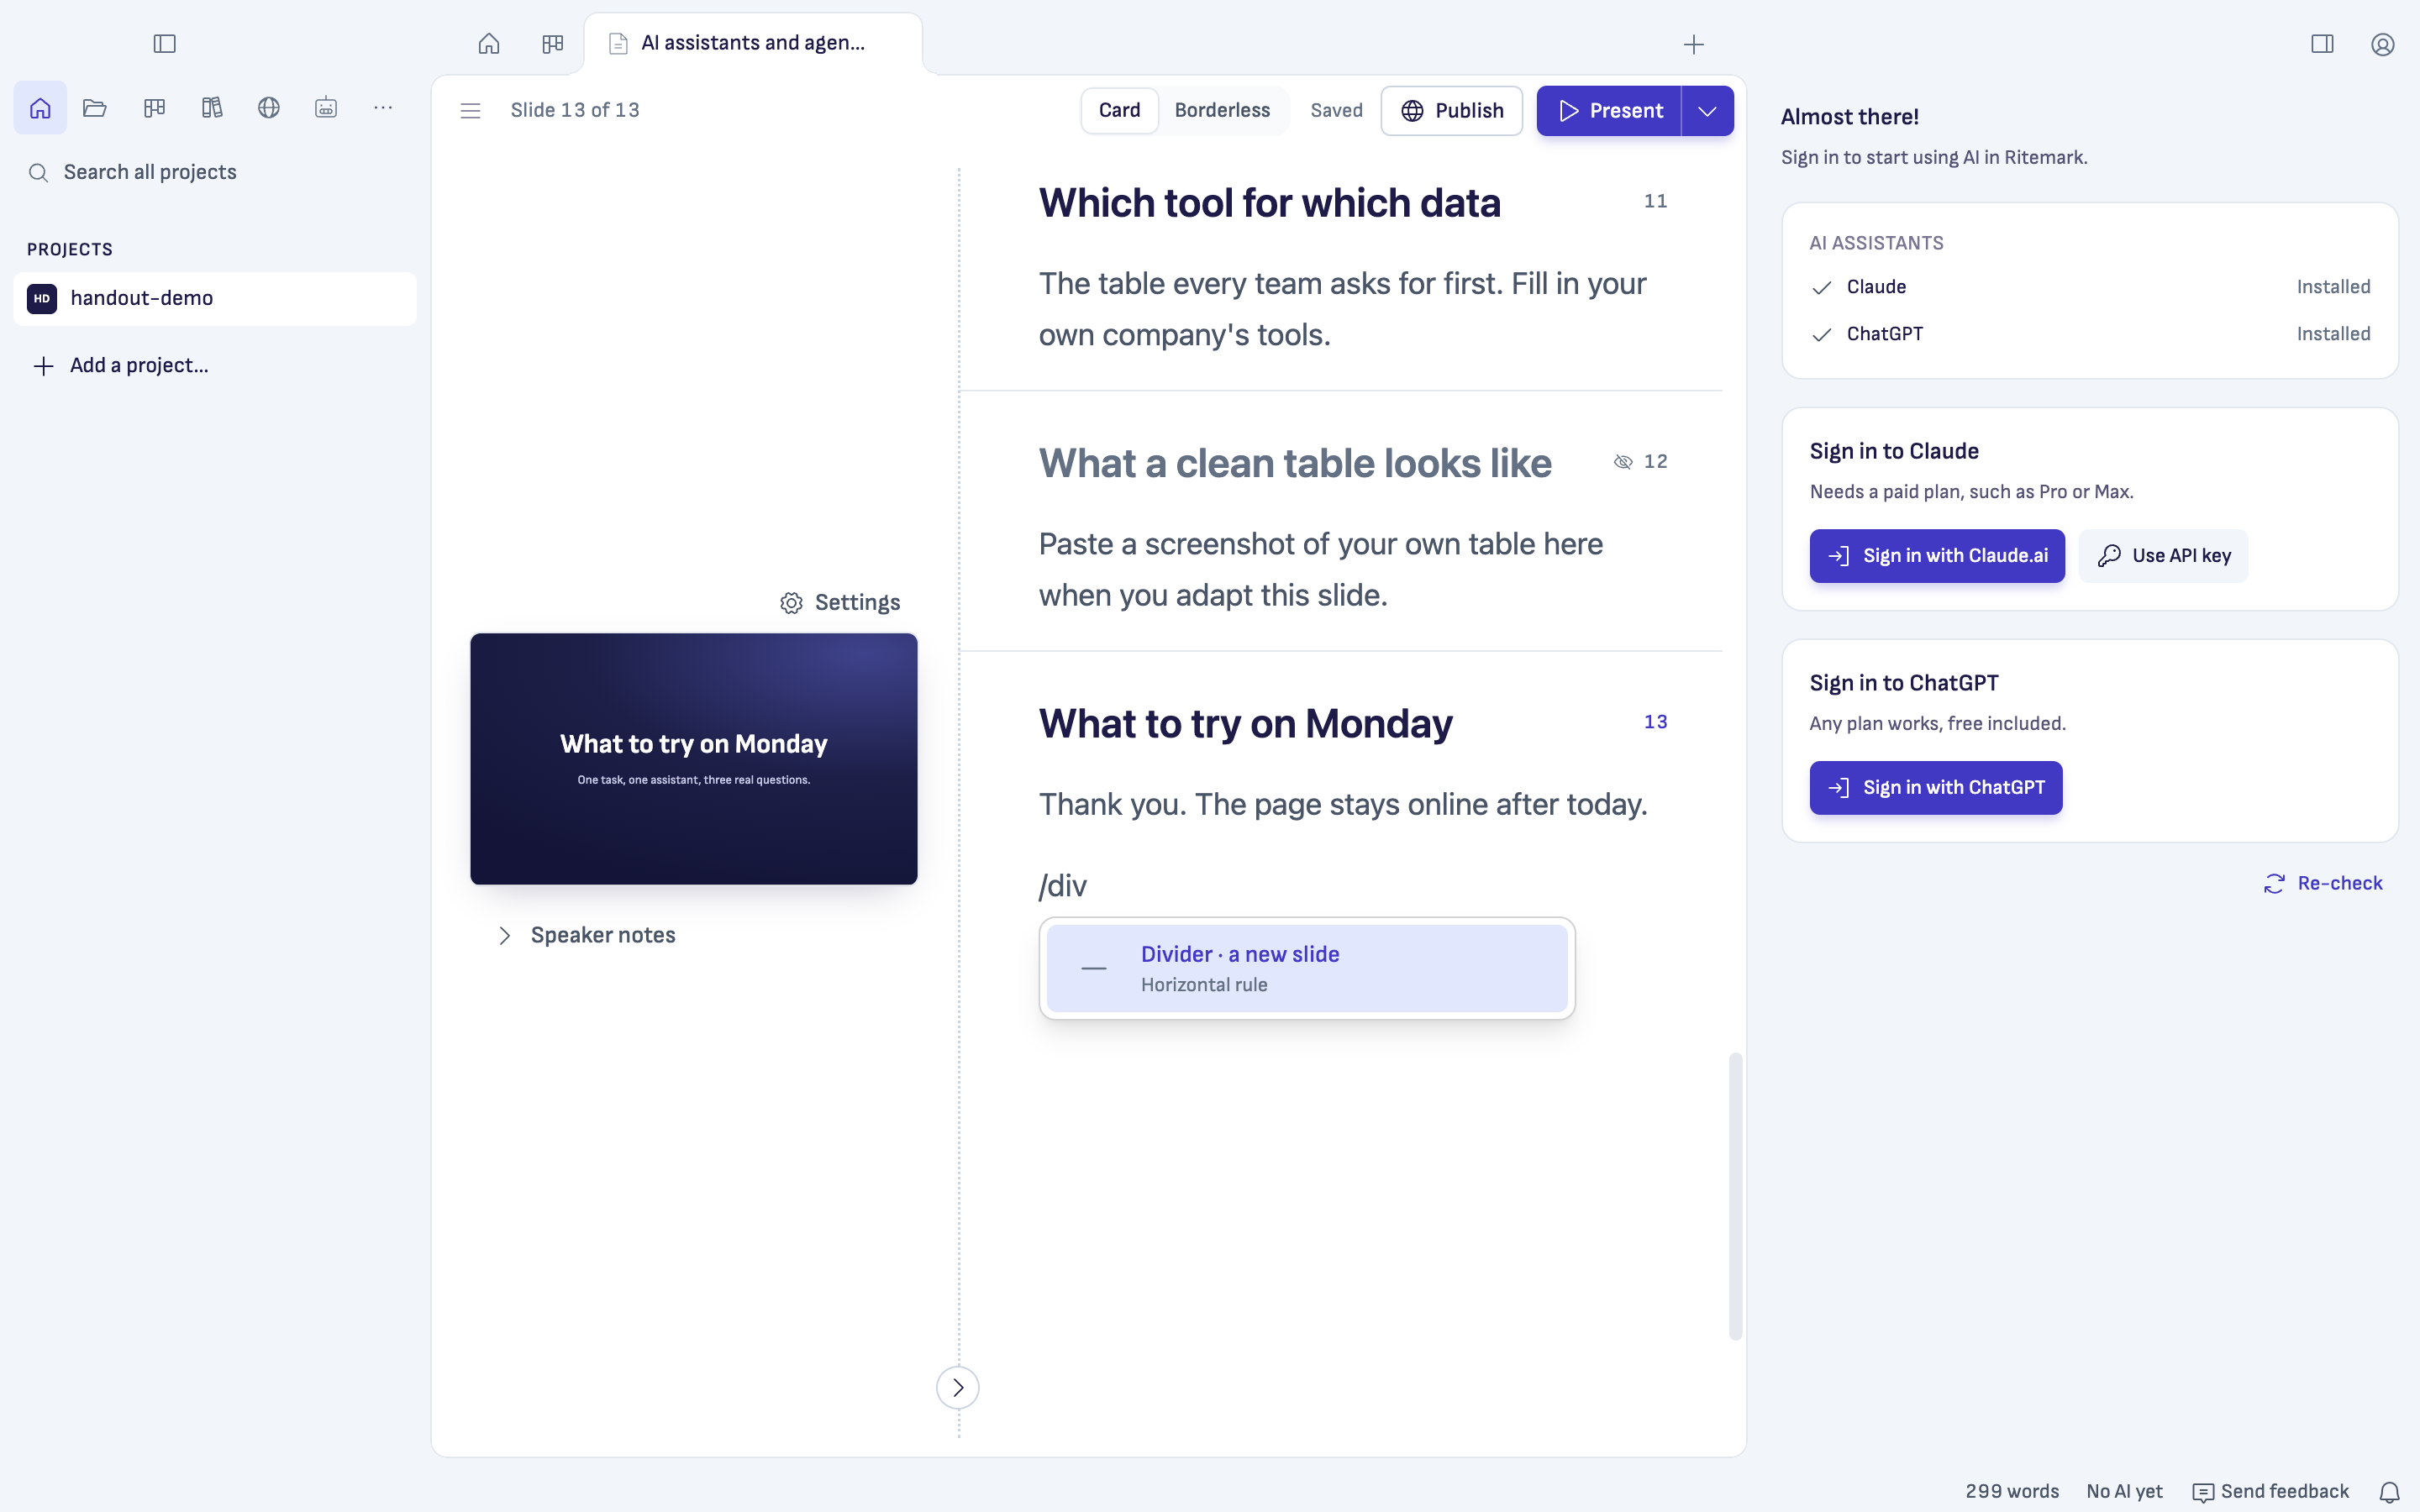 AI assistants and agen...
Search all projects
PROJECTS
HD handout-demo
Add a project...
Slide 13 of 13
Card Borderless Saved Publish Present
Which tool for which data 11
The table every team asks for first. Fill in your
own company's tools.
What a clean table looks like 12
Paste a screenshot of your own table here
when you adapt this slide.
Settings
What to try on Monday
One task, one assistant, three real questions.
Speaker notes
What to try on Monday 13
Thank you. The page stays online after today.
/div
Divider · a new slide
Horizontal rule
Almost there!
Sign in to start using AI in Ritemark.
AI ASSISTANTS
Claude Installed
ChatGPT Installed
Sign in to Claude
Needs a paid plan, such as Pro or Max.
Sign in with Claude.ai Use API key
Sign in to ChatGPT
Any plan works, free included.
Sign in with ChatGPT
Re-check
299 words No AI yet Send feedback